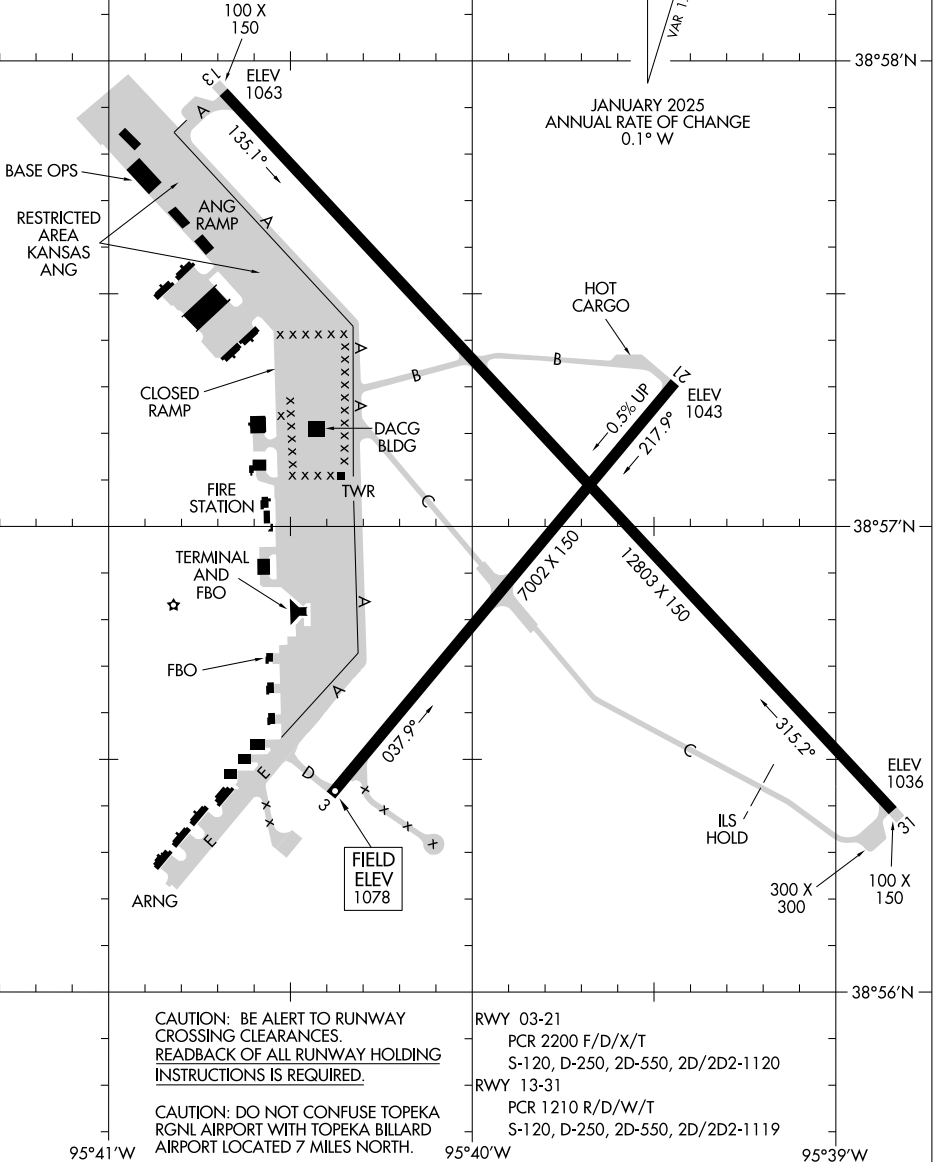 100 X
150
VAR
38°58'N
13
ELEV
1063
JANUARY 2025
ANNUAL RATE OF CHANGE
0.1° W
A
135.1°
BASE OPS
ANG
RAMP
A
RESTRICTED
AREA
KANSAS
ANG
HOT
CARGO
X X X X X X
A
B
B
21
ELEV
1043
CLOSED
RAMP
A
0.5% UP
217.9°
DACG
BLDG
X X X X
TWR
C
FIRE
STATION
38°57'N
7002 X 150
12803 X 150
TERMINAL
AND
FBO
A
FBO
A
037.9°
315.2°
C
ELEV
1036
E
D
3
X
X
X
X
X
X
ILS
HOLD
31
E
FIELD
ELEV
1078
300 X
300
100 X
150
ARNG
38°56'N
CAUTION: BE ALERT TO RUNWAY
CROSSING CLEARANCES.
READBACK OF ALL RUNWAY HOLDING
INSTRUCTIONS IS REQUIRED.
CAUTION: DO NOT CONFUSE TOPEKA
RGNL AIRPORT WITH TOPEKA BILLARD
AIRPORT LOCATED 7 MILES NORTH.
RWY 03-21
PCR 2200 F/D/X/T
S-120, D-250, 2D-550, 2D/2D2-1120
RWY 13-31
PCR 1210 R/D/W/T
S-120, D-250, 2D-550, 2D/2D2-1119
95°41'W
95°40'W
95°39'W